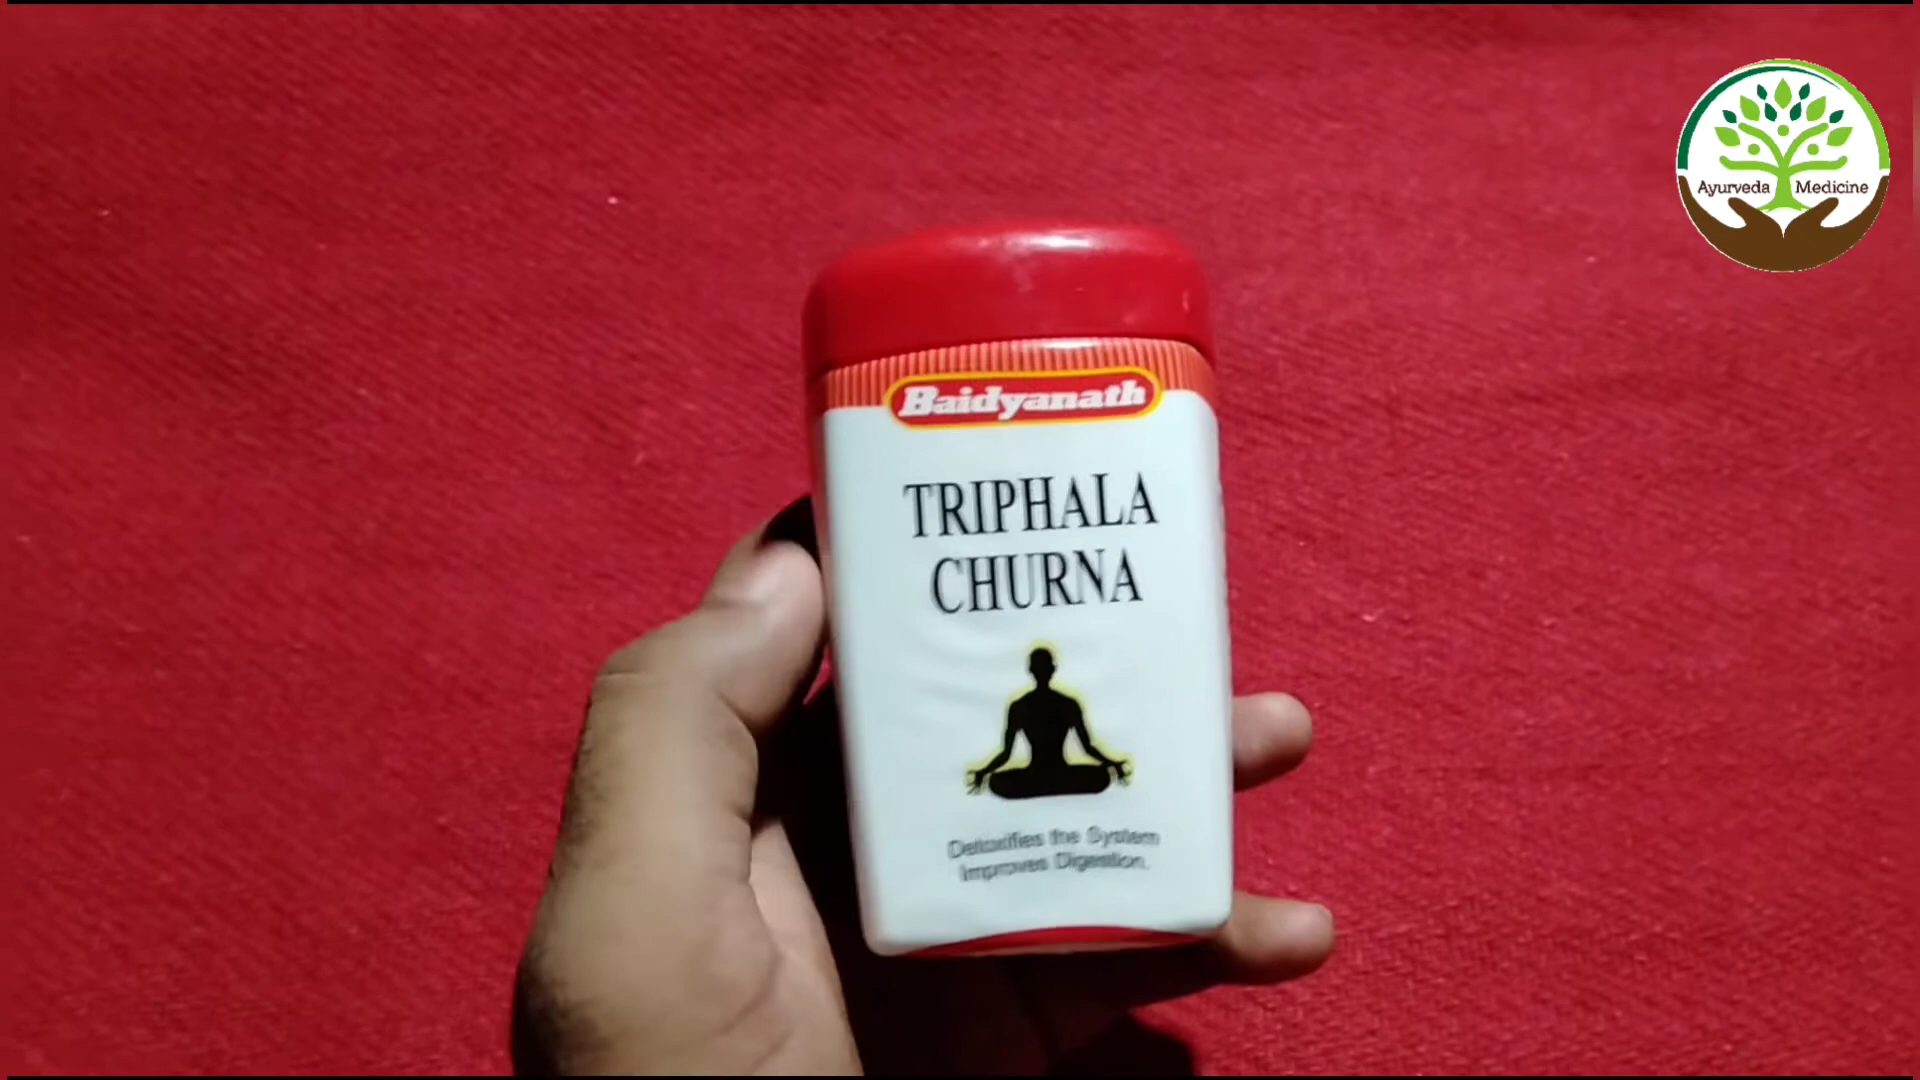 Ayurveda Medicine
Baidyanath
TRIPHALA
CHURNA
Detoxifies the System
Improves Digestion.